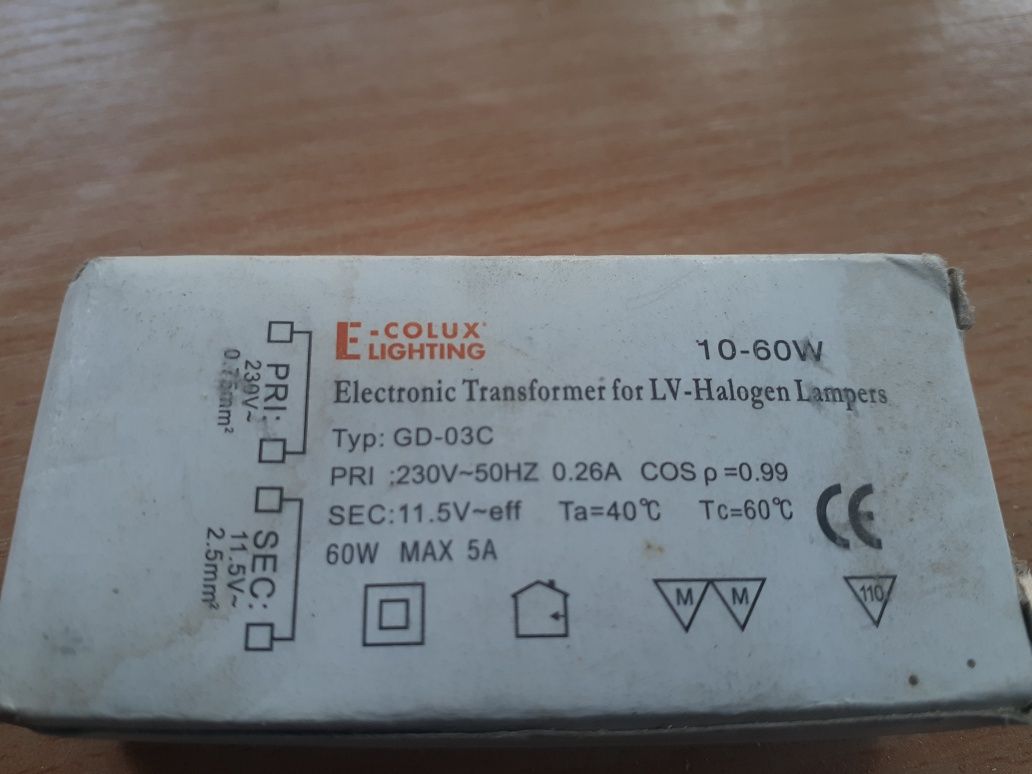 E-COLUX
LIGHTING
10-60W
Electronic Transformer for LV-Halogen Lampers
Typ: GD-03C
PRI :230V~50HZ 0.26A COS ρ=0.99
SEC:11.5V~eff Ta=40℃ Tc=60℃
60W MAX 5A
CE
M M
110
PRI:
230V~
0.75mm²
SEC:
11.5V~
2.5mm²